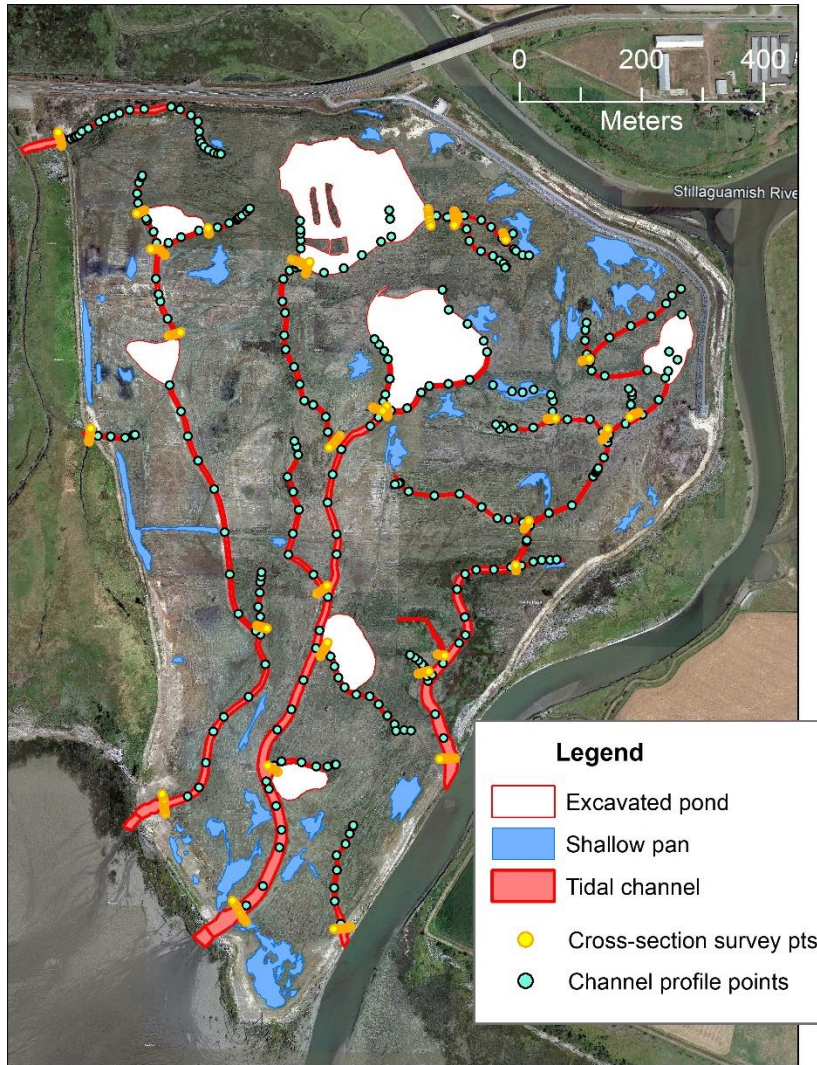 0 200 400
Meters
Stillaguamish Rive
Legend
Excavated pond
Shallow pan
Tidal channel
Cross-section survey pts
Channel profile points